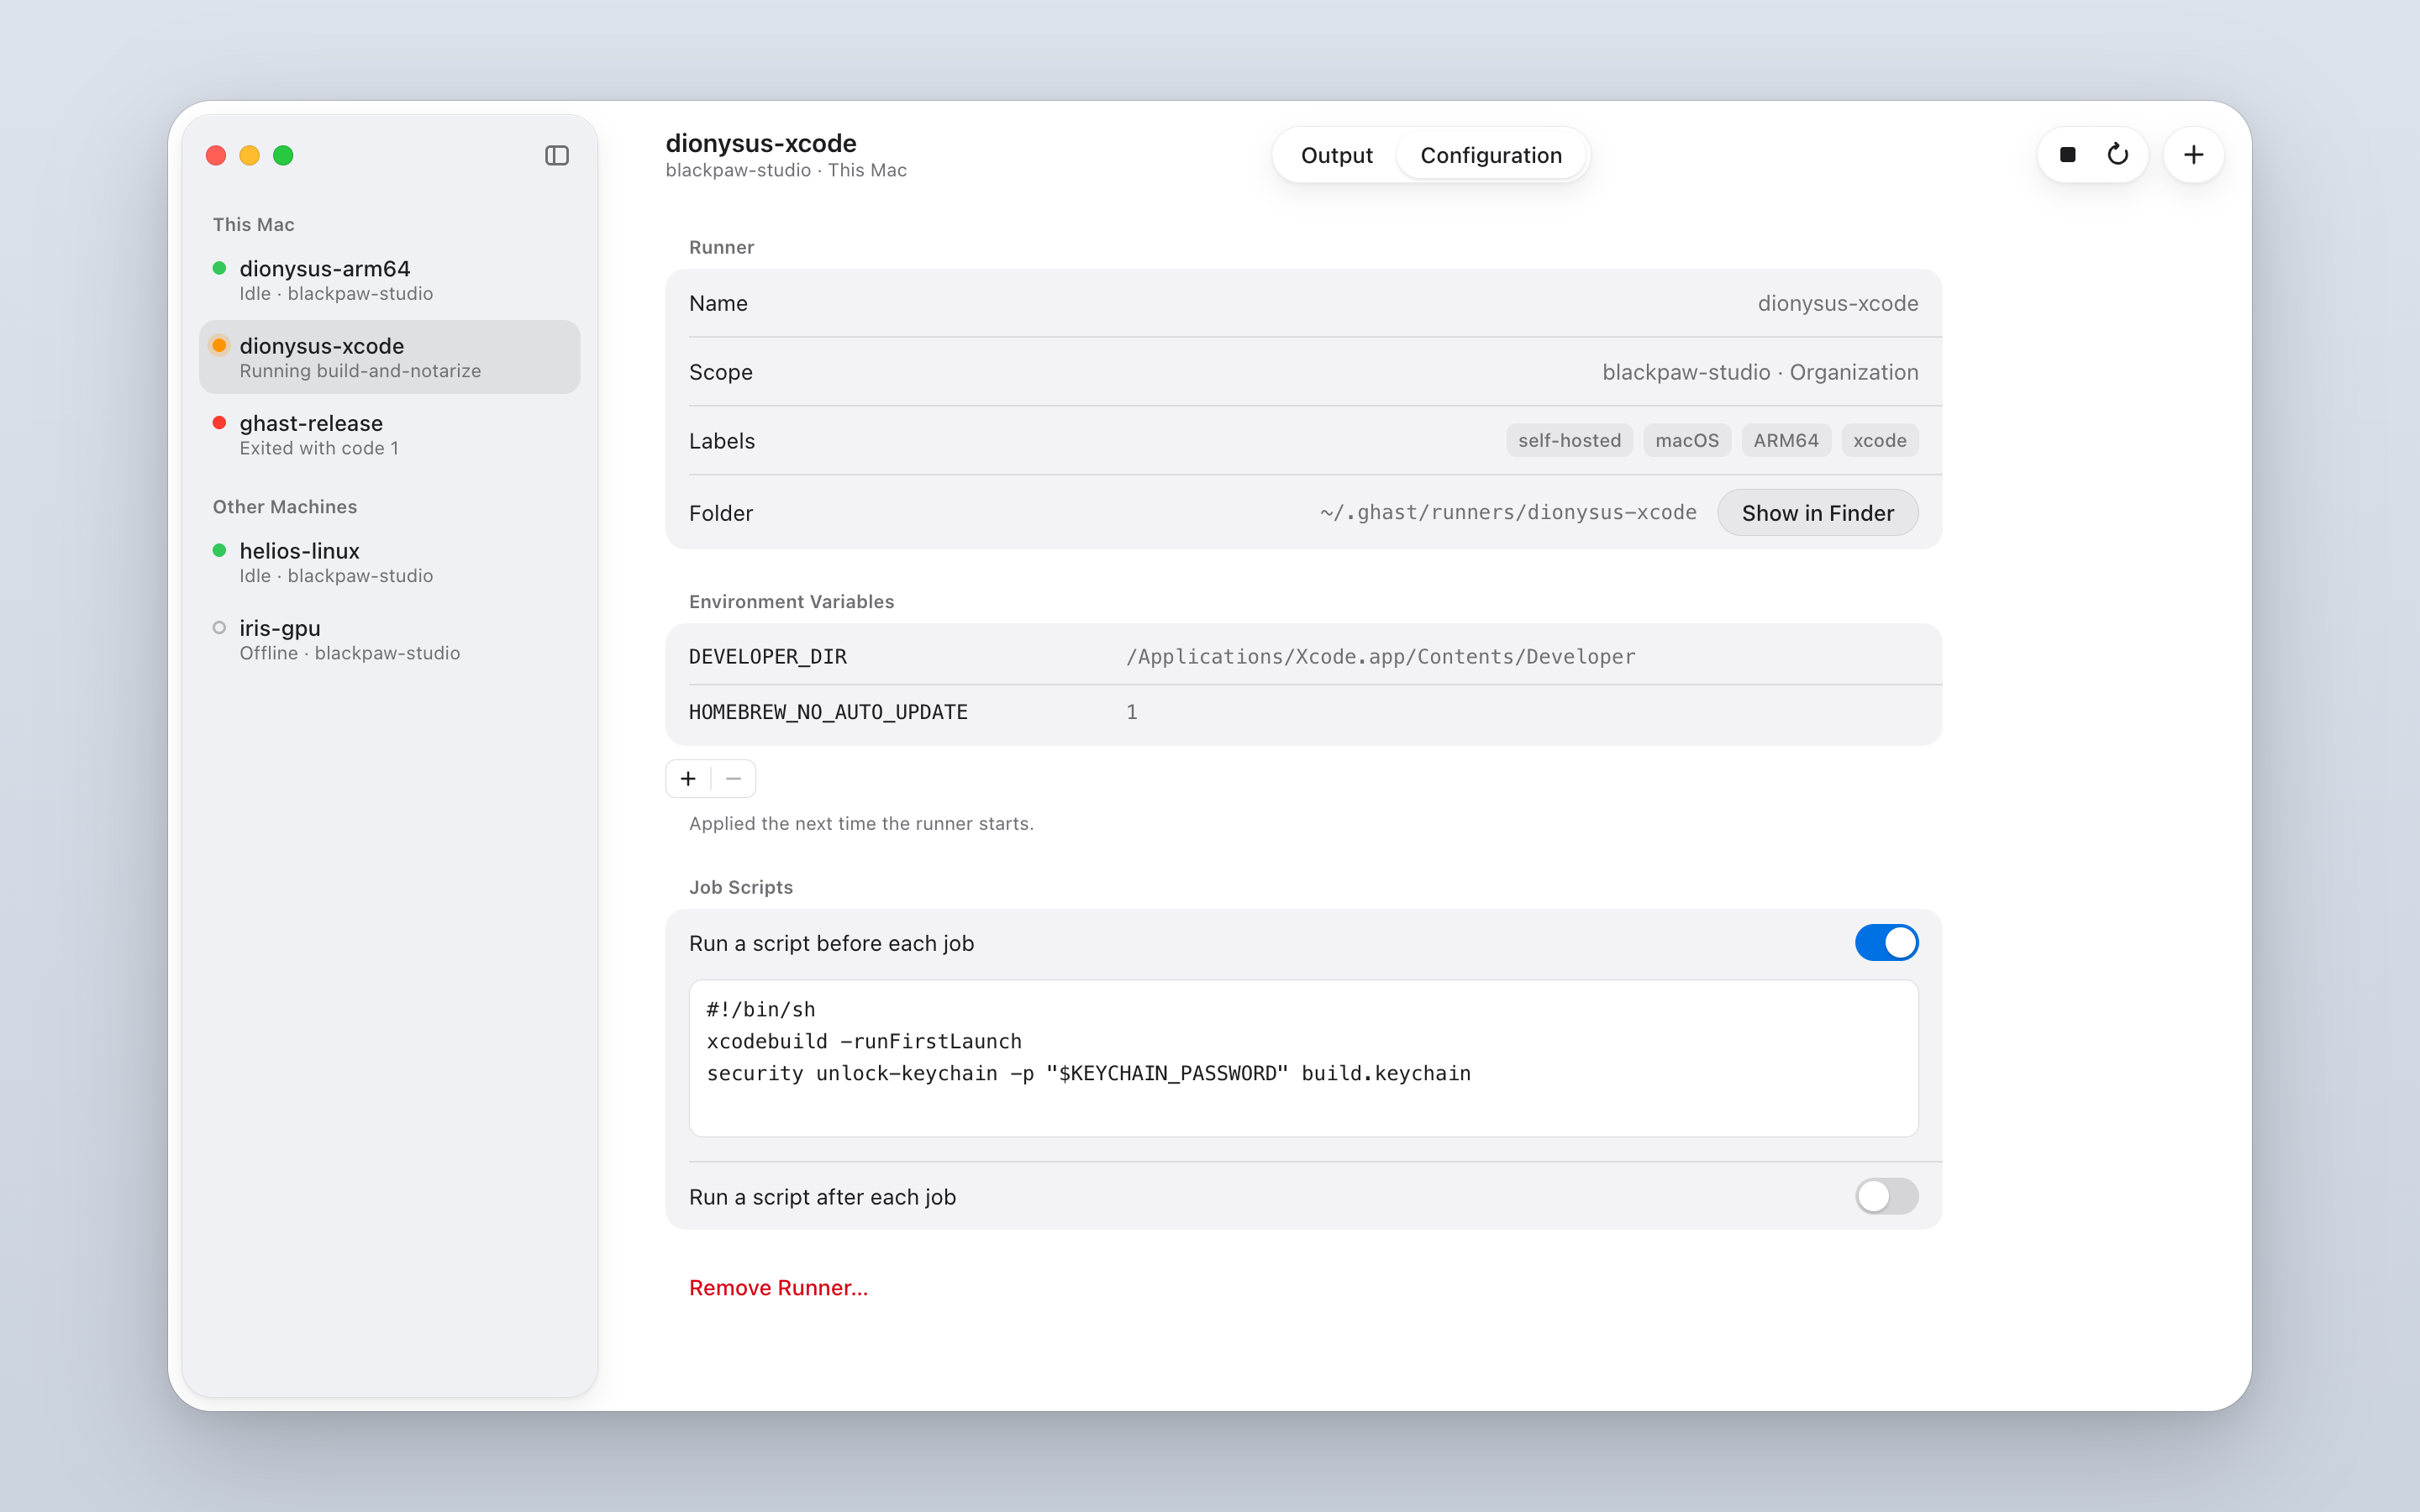 This Mac
dionysus-arm64
Idle · blackpaw-studio
dionysus-xcode
Running build-and-notarize
ghast-release
Exited with code 1
Other Machines
helios-linux
Idle · blackpaw-studio
iris-gpu
Offline · blackpaw-studio
dionysus-xcode
blackpaw-studio · This Mac
Output Configuration
Runner
Name dionysus-xcode
Scope blackpaw-studio · Organization
Labels self-hosted macOS ARM64 xcode
Folder ~/.ghast/runners/dionysus-xcode Show in Finder
Environment Variables
DEVELOPER_DIR /Applications/Xcode.app/Contents/Developer
HOMEBREW_NO_AUTO_UPDATE 1
Applied the next time the runner starts.
Job Scripts
Run a script before each job
#!/bin/sh
xcodebuild -runFirstLaunch
security unlock-keychain -p "$KEYCHAIN_PASSWORD" build.keychain
Run a script after each job
Remove Runner...